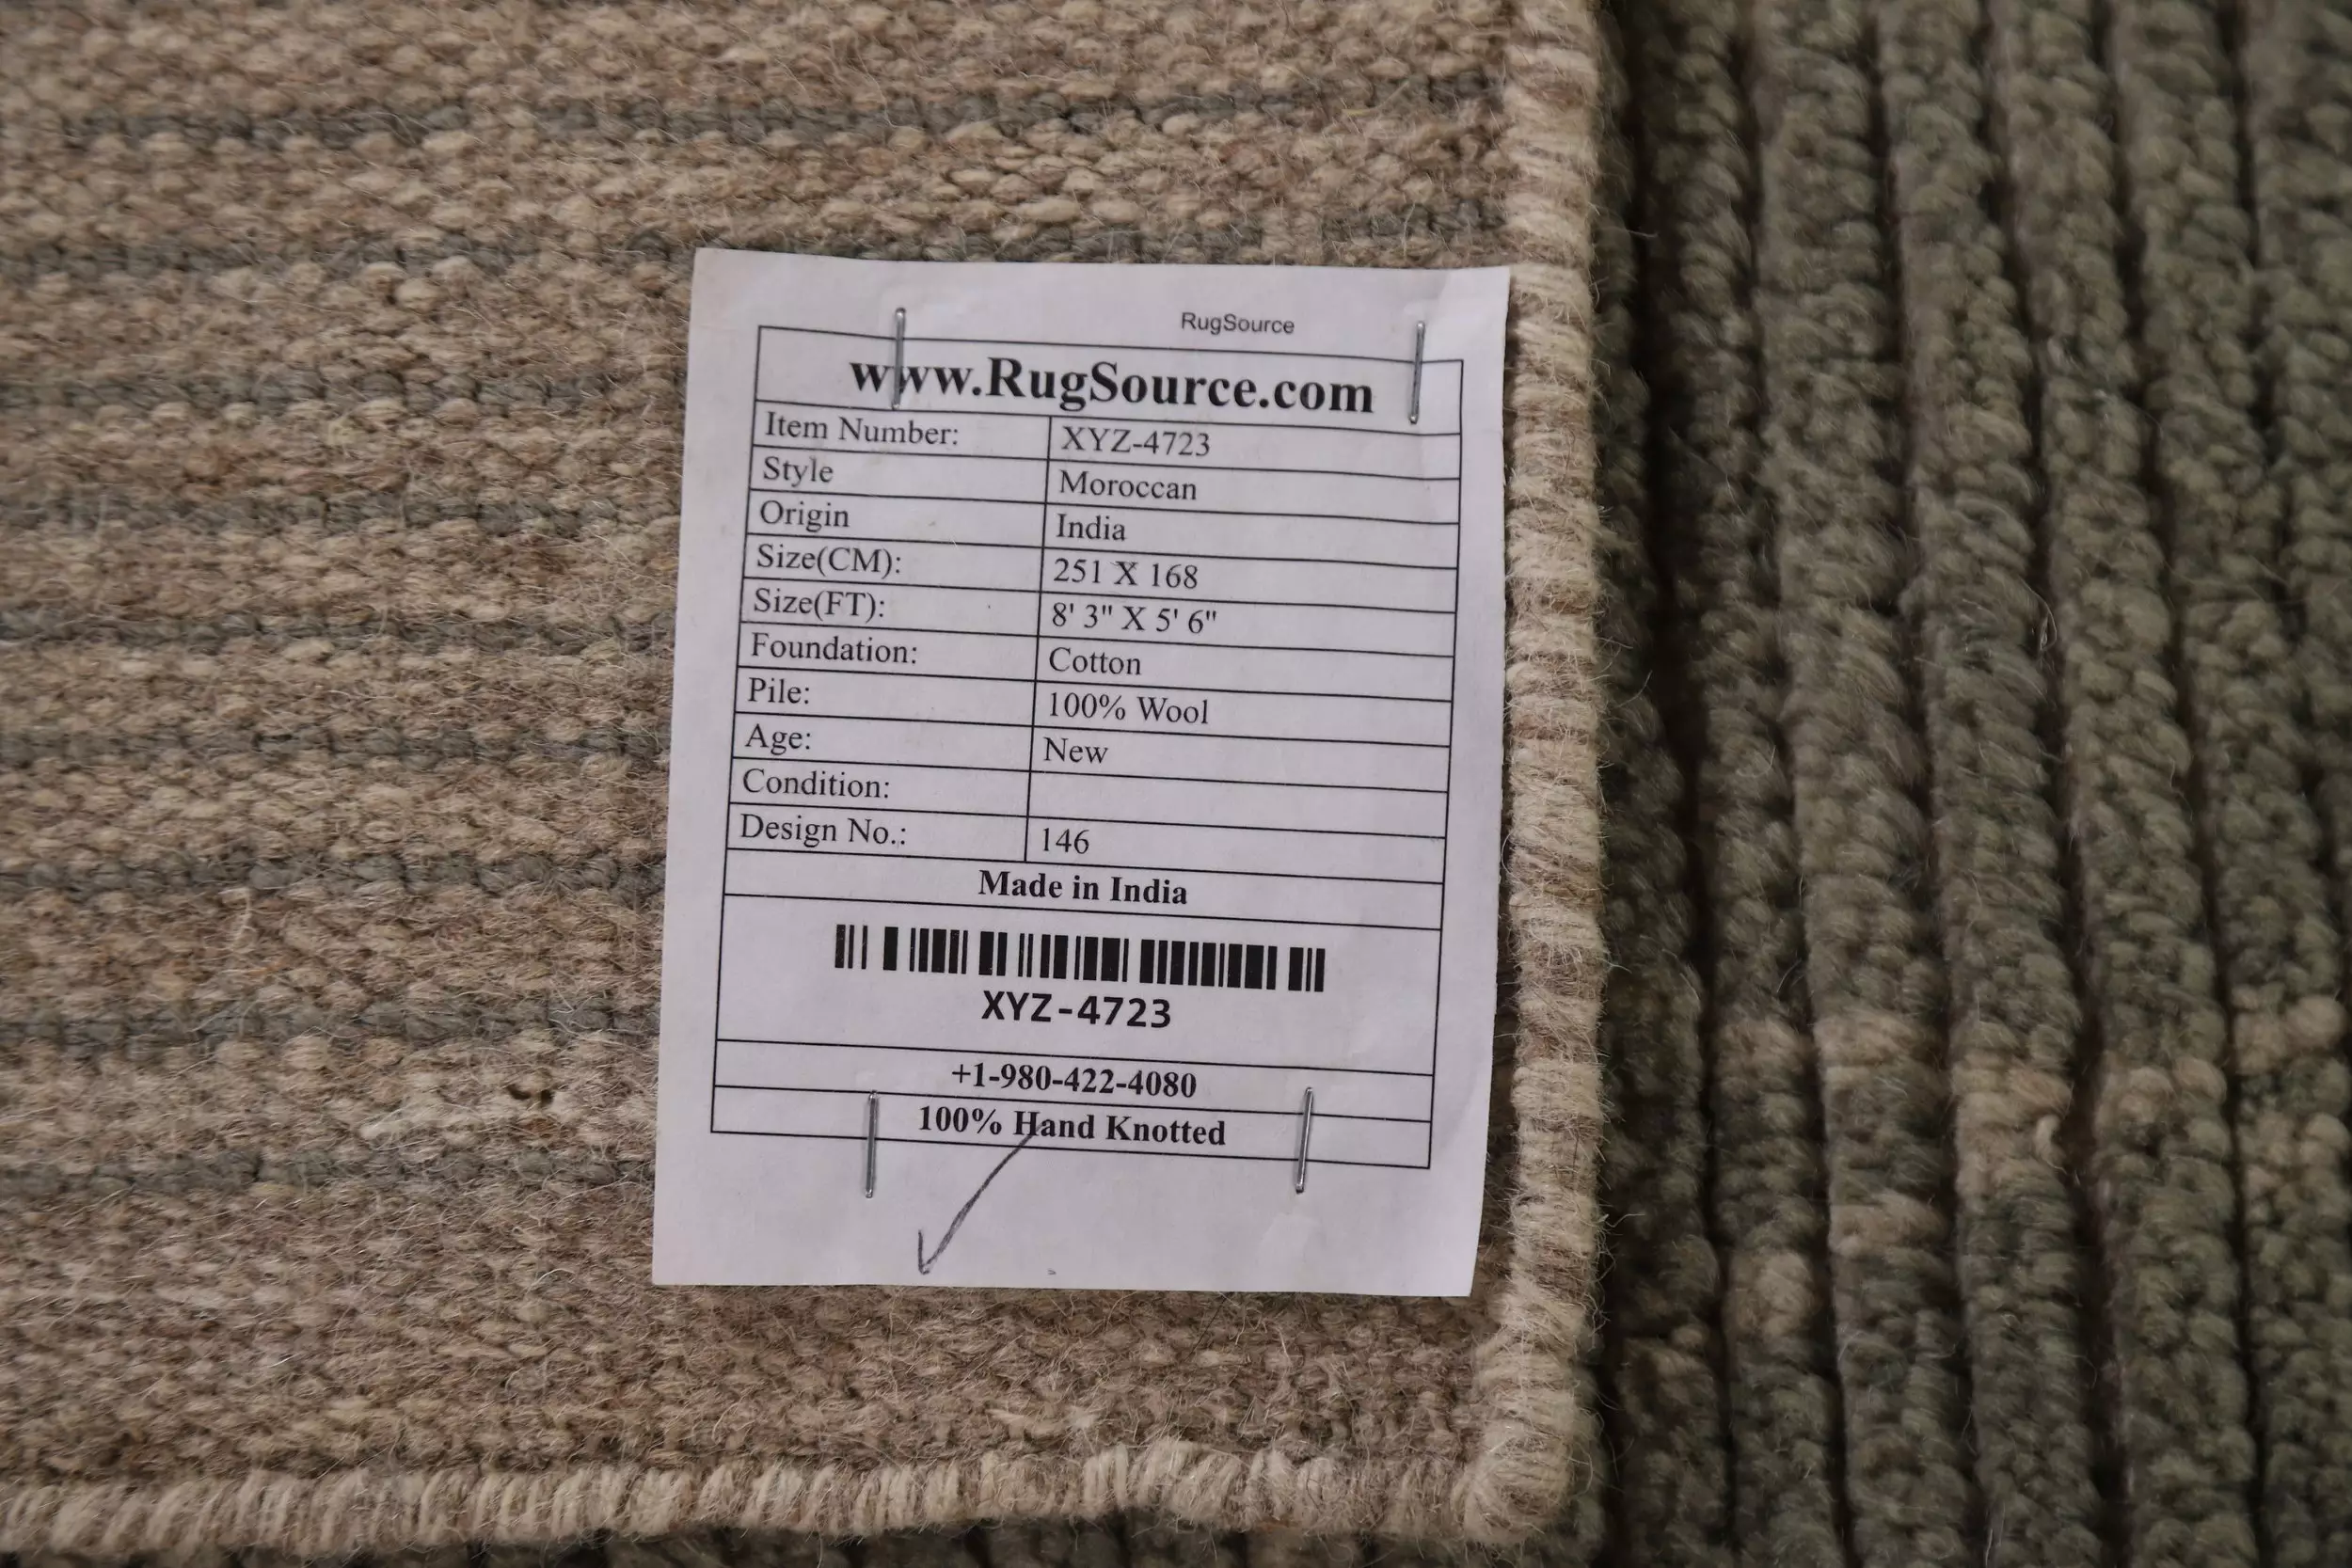 RugSource
www.RugSource.com
Item Number: XYZ-4723
Style Moroccan
Origin India
Size(CM): 251 X 168
Size(FT): 8' 3" X 5' 6"
Foundation: Cotton
Pile: 100% Wool
Age: New
Condition:
Design No.: 146
Made in India
XYZ-4723
+1-980-422-4080
100% Hand Knotted